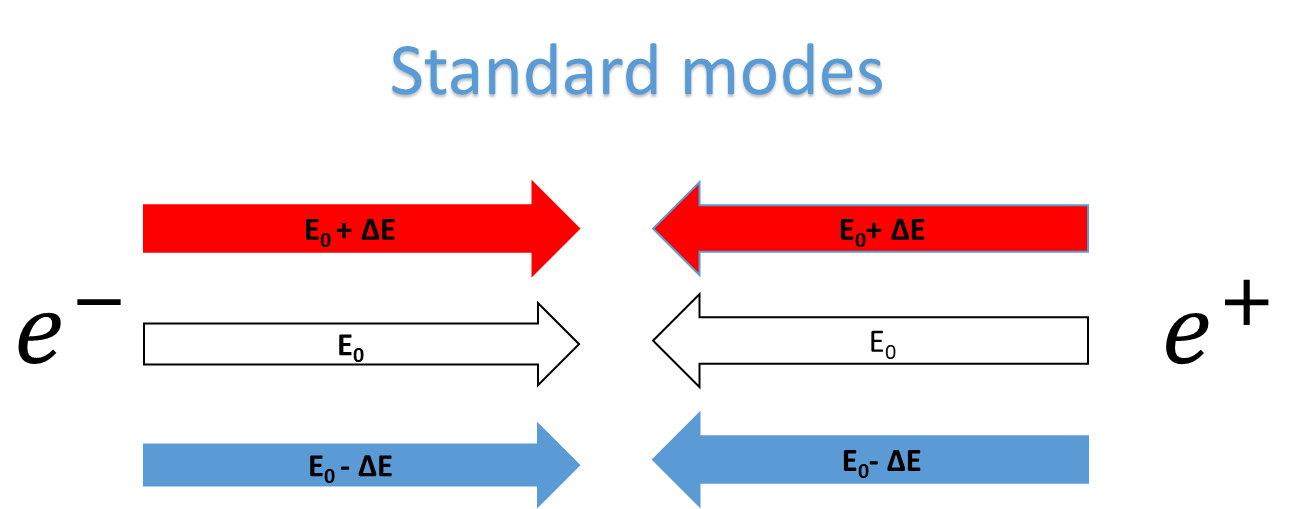 Standard modes
E₀ + ΔE E₀+ ΔE
e⁻ E₀ E₀ e⁺
E₀ - ΔE E₀- ΔE